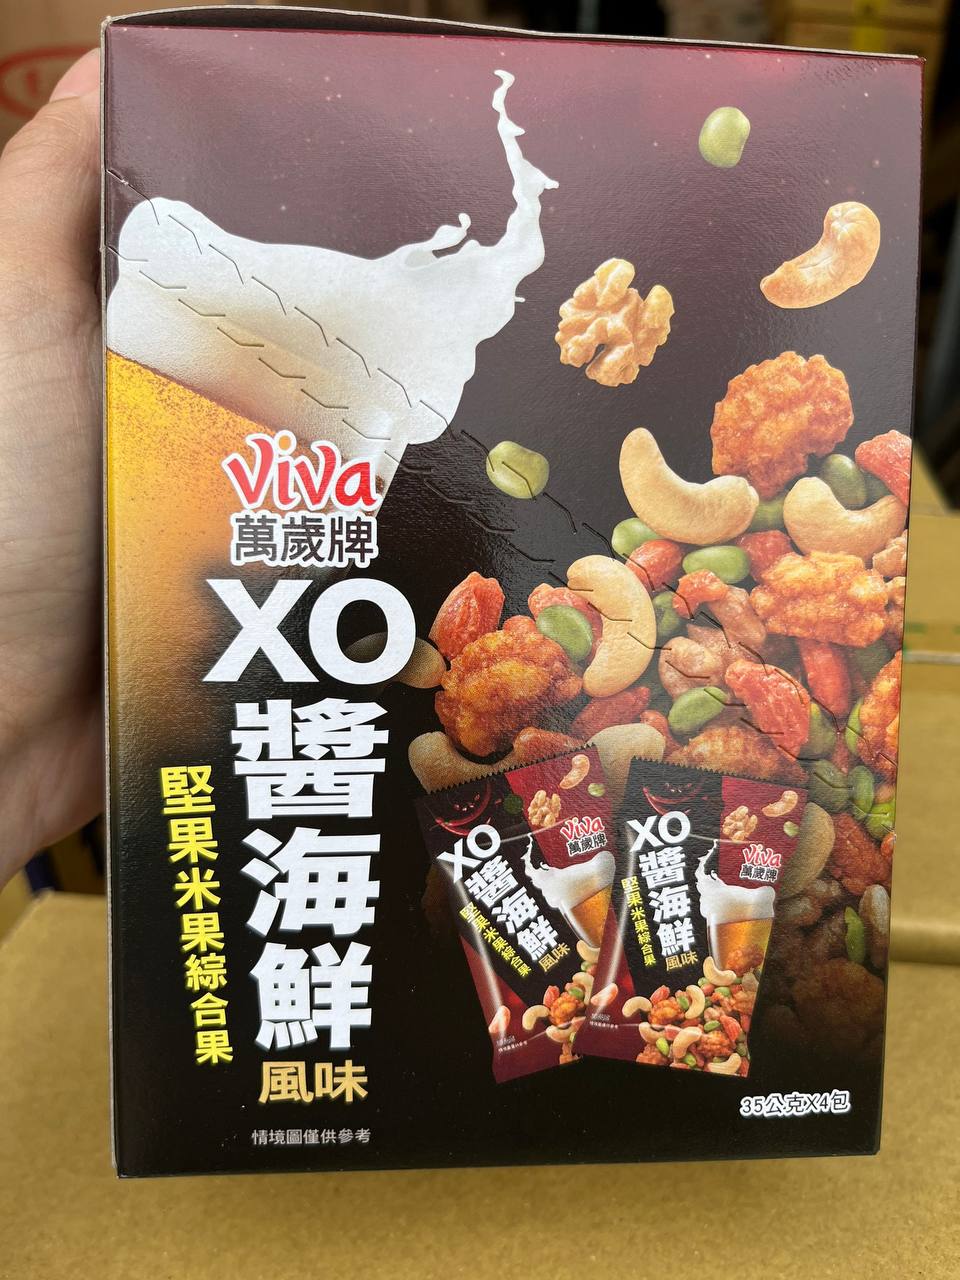 Viva
萬歲牌
XO
醬海鮮
風味
堅果米果綜合果
情境圖僅供參考
XO
醬海鮮
風味
堅果米果綜合果
Viva
萬歲牌
XO
醬海鮮
風味
堅果米果綜合果
Viva
萬歲牌
35公克X4包